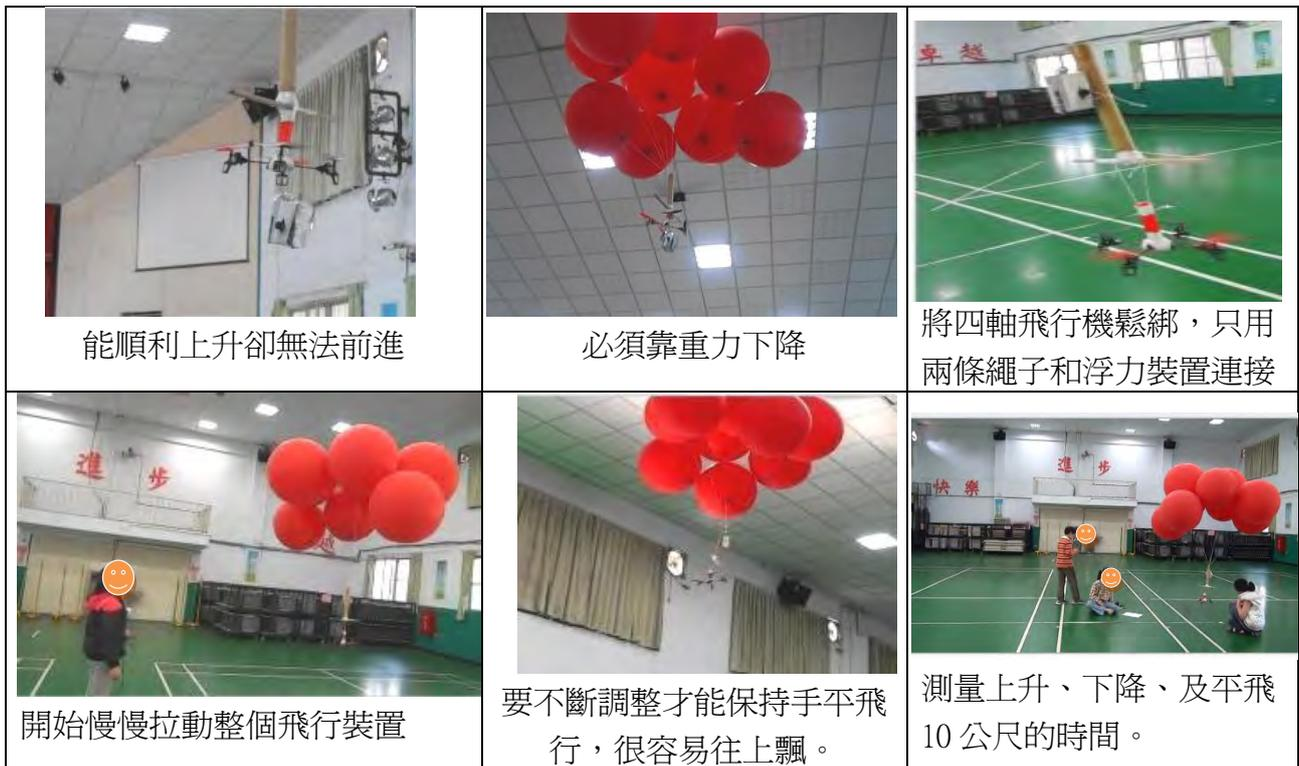 卓越
能順利上升卻無法前進
必須靠重力下降
將四軸飛行機鬆綁，只用
兩條繩子和浮力裝置連接
進步
越
開始慢慢拉動整個飛行裝置
要不斷調整才能保持手平飛
行，很容易往上飄。
進步
快樂
測量上升、下降、及平飛
10 公尺的時間。